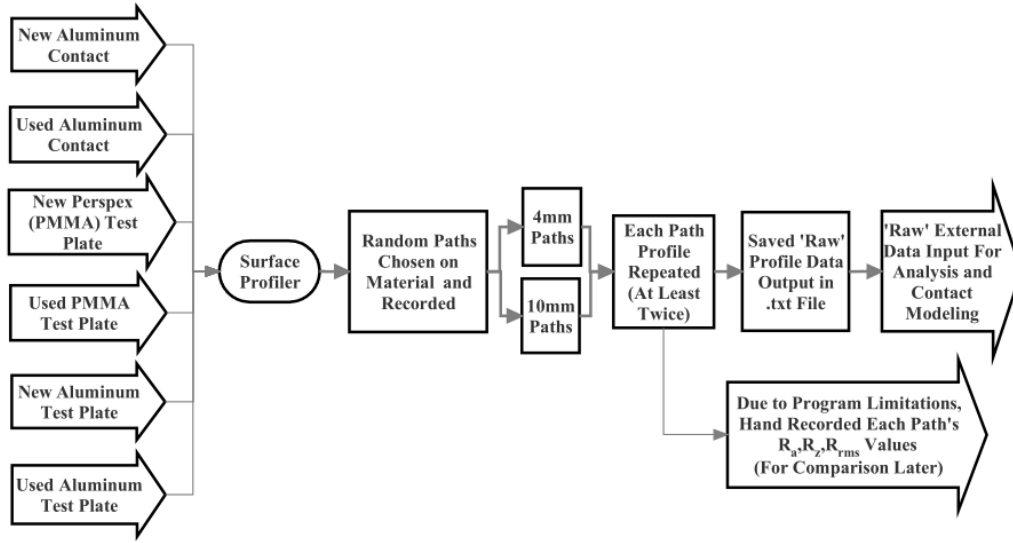 New Aluminum
Contact
Used Aluminum
Contact
New Perspex
(PMMA) Test
Plate
Used PMMA
Test Plate
New Aluminum
Test Plate
Used Aluminum
Test Plate
Surface
Profiler
Random Paths
Chosen on
Material and
Recorded
4mm
Paths
10mm
Paths
Each Path
Profile
Repeated
(At Least
Twice)
Saved 'Raw'
Profile Data
Output in
.txt File
'Raw' External
Data Input For
Analysis and
Contact
Modeling
Due to Program Limitations,
Hand Recorded Each Path's
Ra,Rz,Rrms Values
(For Comparison Later)